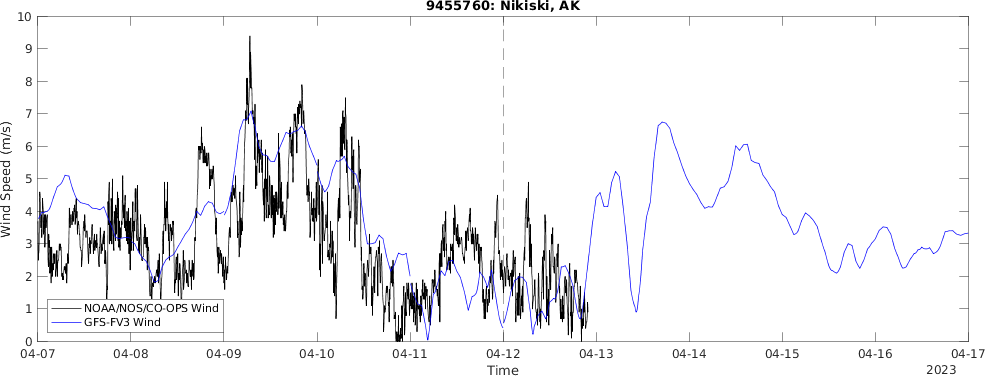 9455760: Nikiski, AK
Wind Speed (m/s)
10
9
8
7
6
5
4
3
2
1
0
NOAA/NOS/CO-OPS Wind
GFS-FV3 Wind
04-07 04-08 04-09 04-10 04-11 04-12 04-13 04-14 04-15 04-16 04-17
Time
2023